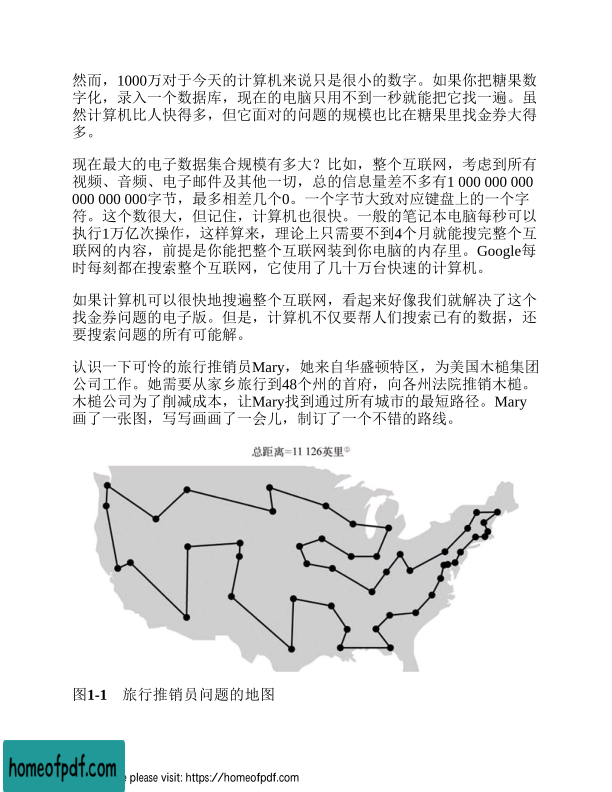 然而，1000万对于今天的计算机来说只是很小的数字。如果你把糖果数
字化，录入一个数据库，现在的电脑只用不到一秒就能把它找一遍。虽
然计算机比人快得多，但它面对的问题的规模也比在糖果里找金券大得
多。
现在最大的电子数据集合规模有多大？比如，整个互联网，考虑到所有
视频、音频、电子邮件及其他一切，总的信息量差不多有1 000 000 000
000 000 000字节，最多相差几个0。一个字节大致对应键盘上的一个字
符。这个数很大，但记住，计算机也很快。一般的笔记本电脑每秒可以
执行1万亿次操作，这样算来，理论上只需要不到4个月就能搜完整个互
联网的内容，前提是你能把整个互联网装到你电脑的内存里。Google每
时每刻都在搜索整个互联网，它使用了几十万台快速的计算机。
如果计算机可以很快地搜遍整个互联网，看起来好像我们就解决了这个
找金券问题的电子版。但是，计算机不仅要帮人们搜索已有的数据，还
要搜索问题的所有可能解。
认识一下可怜的旅行推销员Mary，她来自华盛顿特区，为美国木槌集团
公司工作。她需要从家乡旅行到48个州的首府，向各州法院推销木槌。
木槌公司为了削减成本，让Mary找到通过所有城市的最短路径。Mary
画了一张图，写写画画了一会儿，制订了一个不错的路线。
总距离=11 126英里①
图1-1 旅行推销员问题的地图
homeofpdf.com
e please visit: https://homeofpdf.com